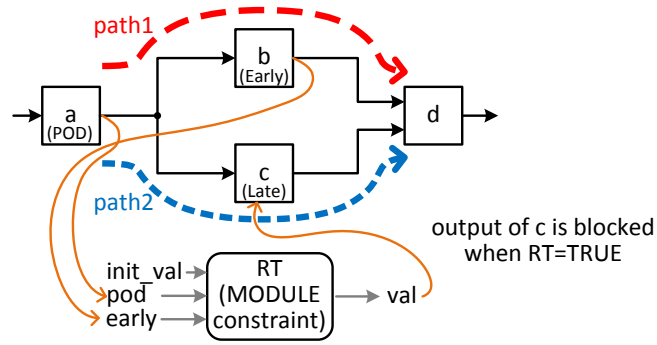 path1
b
(Early)
a
(POD)
d
c
(Late)
path2
output of c is blocked
when RT=TRUE
init_val
pod
early
RT
(MODULE
constraint)
val